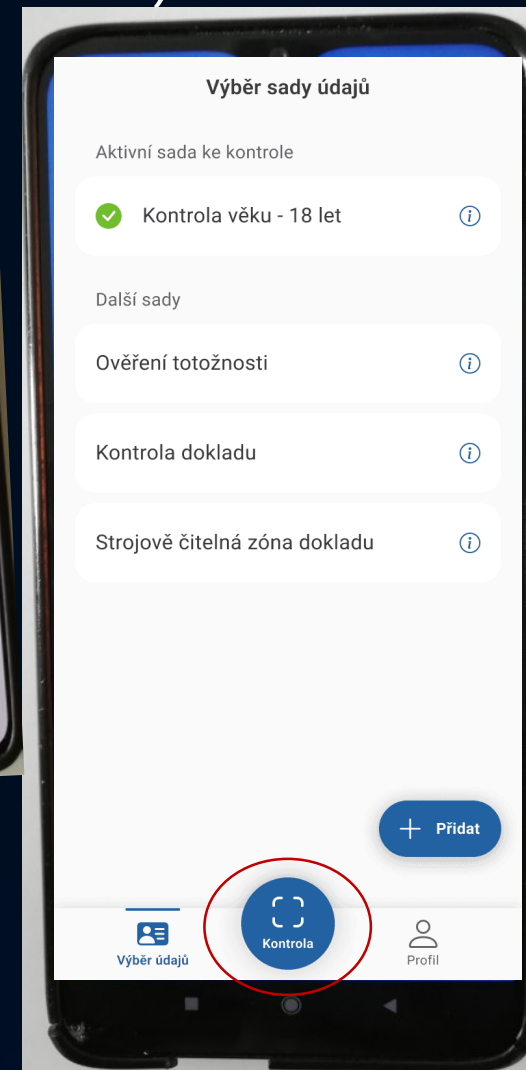 Výběr sady údajů
Aktivní sada ke kontrole
Kontrola věku - 18 let
Další sady
Ověření totožnosti
Kontrola dokladu
Strojově čitelná zóna dokladu
Přidat
Výběr údajů
Kontrola
Profil